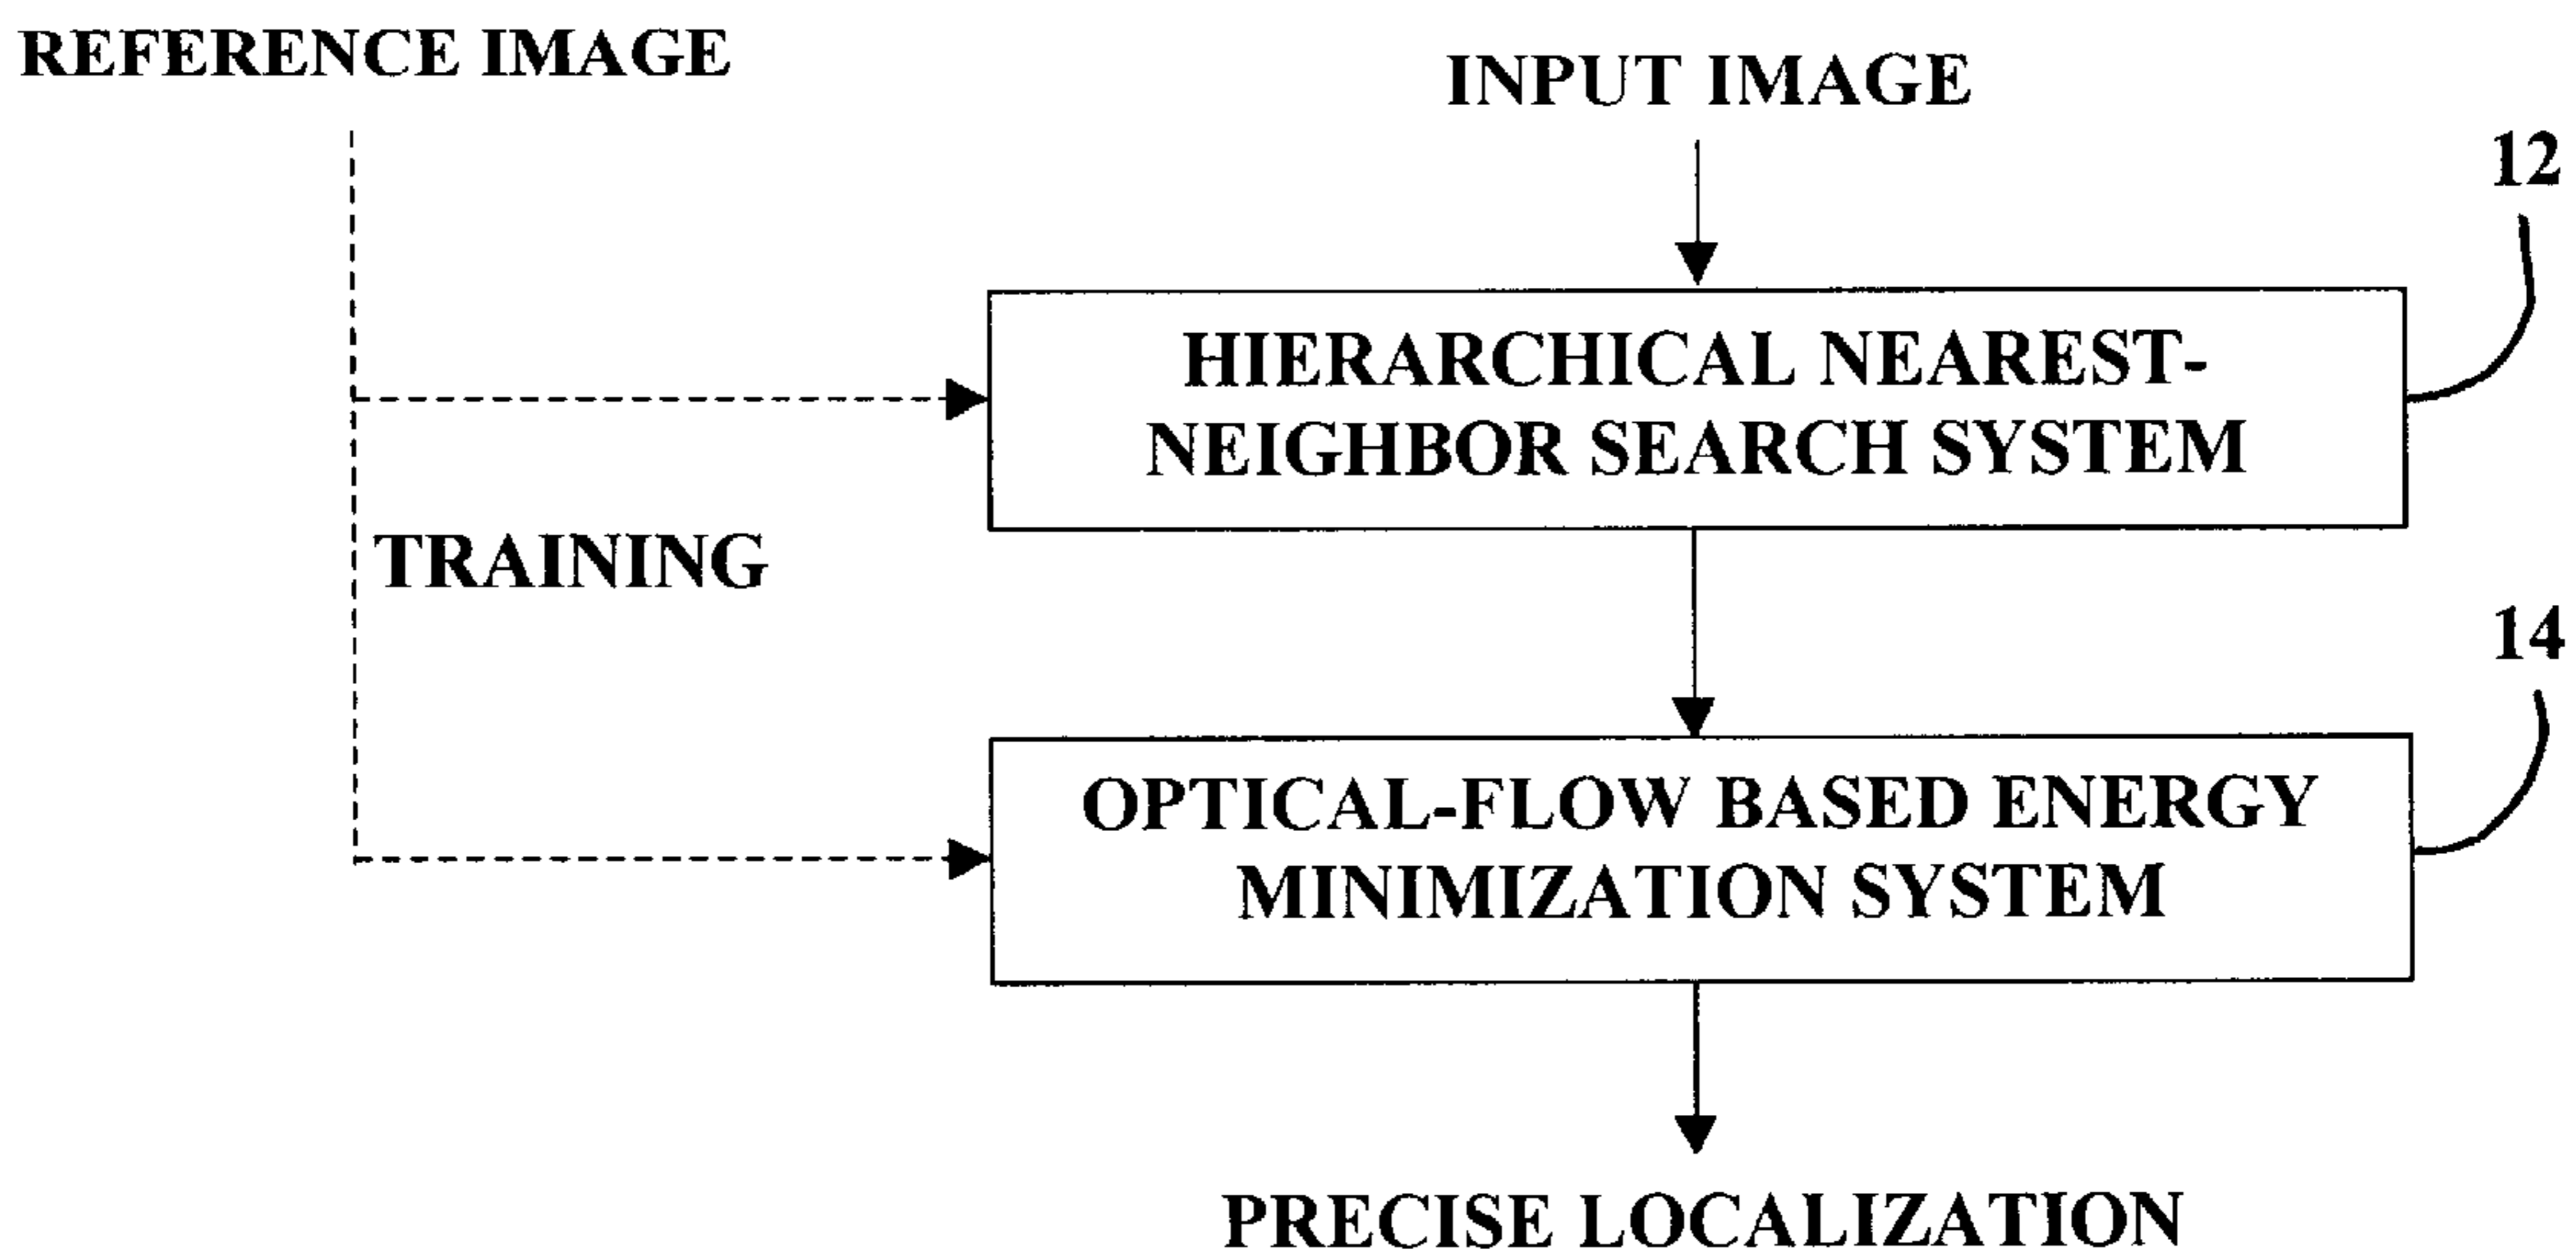 REFERENCE IMAGE
INPUT IMAGE
12
HIERARCHICAL NEAREST-
NEIGHBOR SEARCH SYSTEM
TRAINING
14
OPTICAL-FLOW BASED ENERGY
MINIMIZATION SYSTEM
PRECISE LOCALIZATION